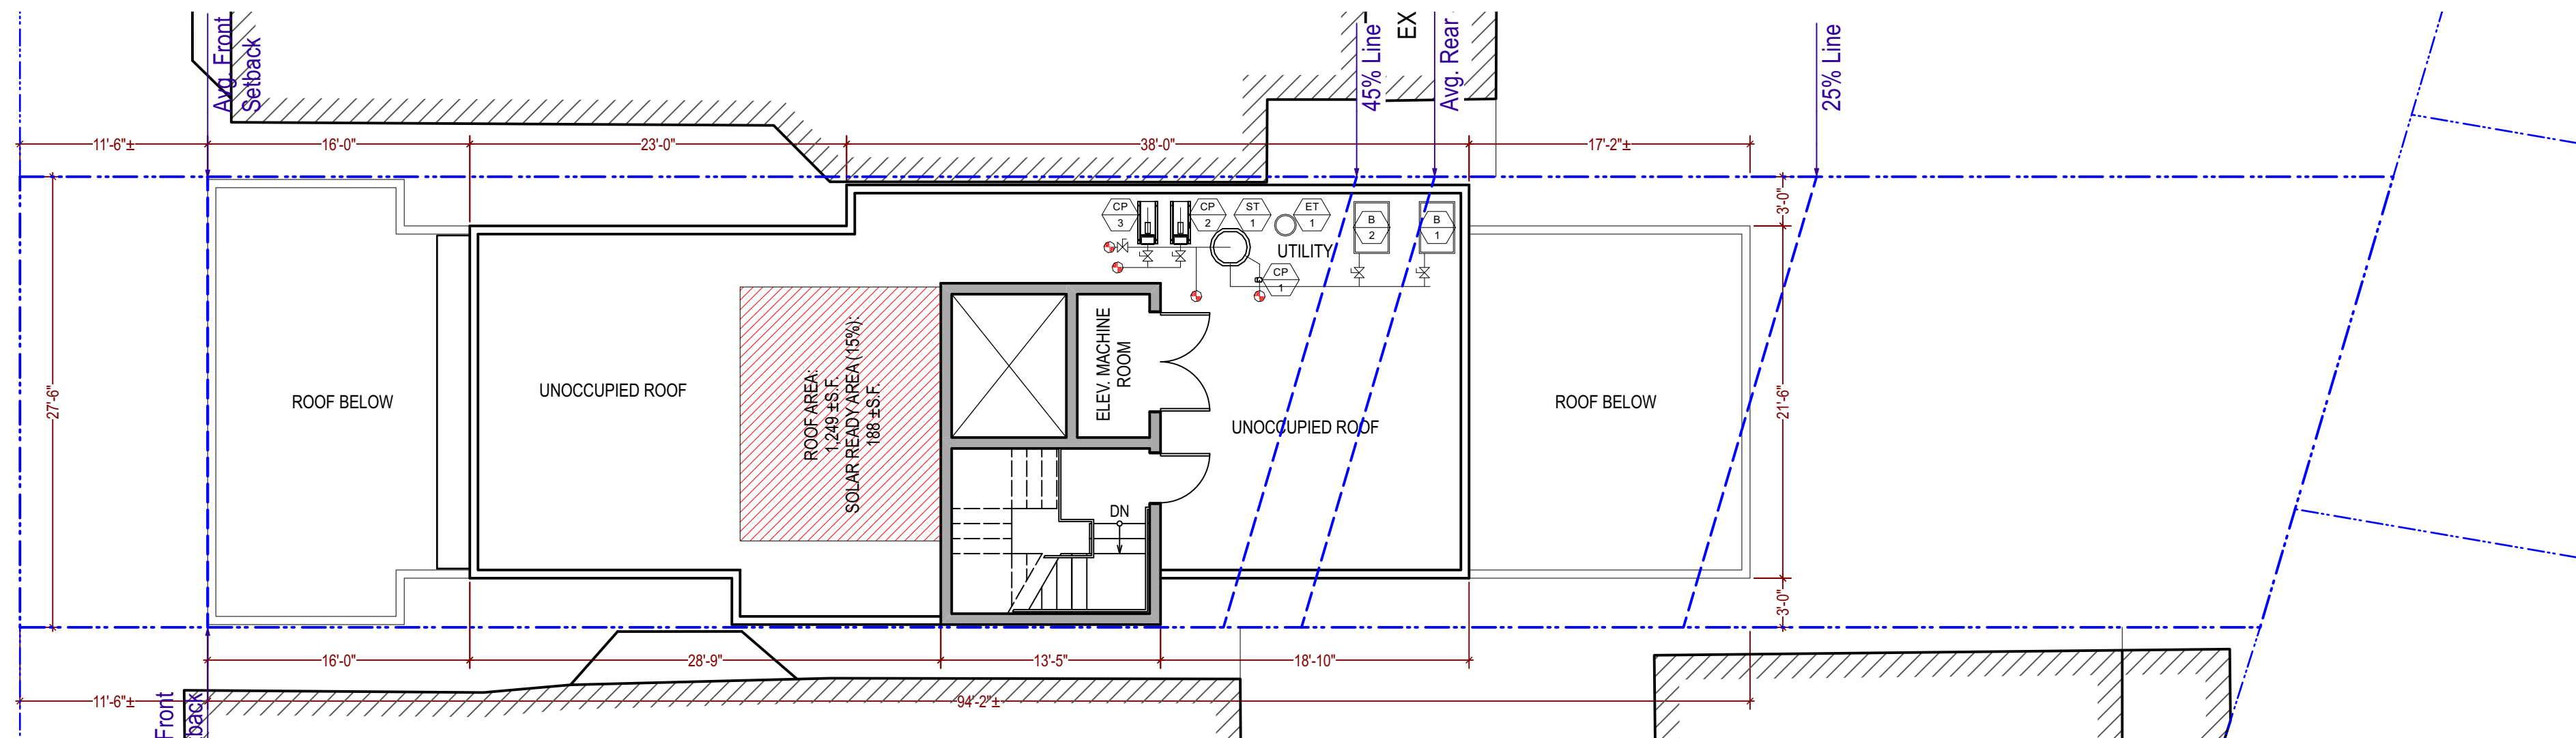 Avg. Front
Setback
EX
45% Line
Avg. Rear
25% Line
11'-6"±
16'-0"
23'-0"
38'-0"
17'-2"±
3'-0"
CP
3
CP
2
ST
1
ET
1
B
2
B
1
UTILITY
CP
1
27'-6"
ROOF BELOW
UNOCCUPIED ROOF
ROOF AREA:
1,249 ±S.F.
SOLAR READY AREA (15%):
188 ±S.F.
ELEV. MACHINE
ROOM
UNOCCUPIED ROOF
ROOF BELOW
21'-6"
DN
3'-0"
16'-0"
28'-9"
13'-5"
18'-10"
11'-6"±
94'-2"±
Front
back